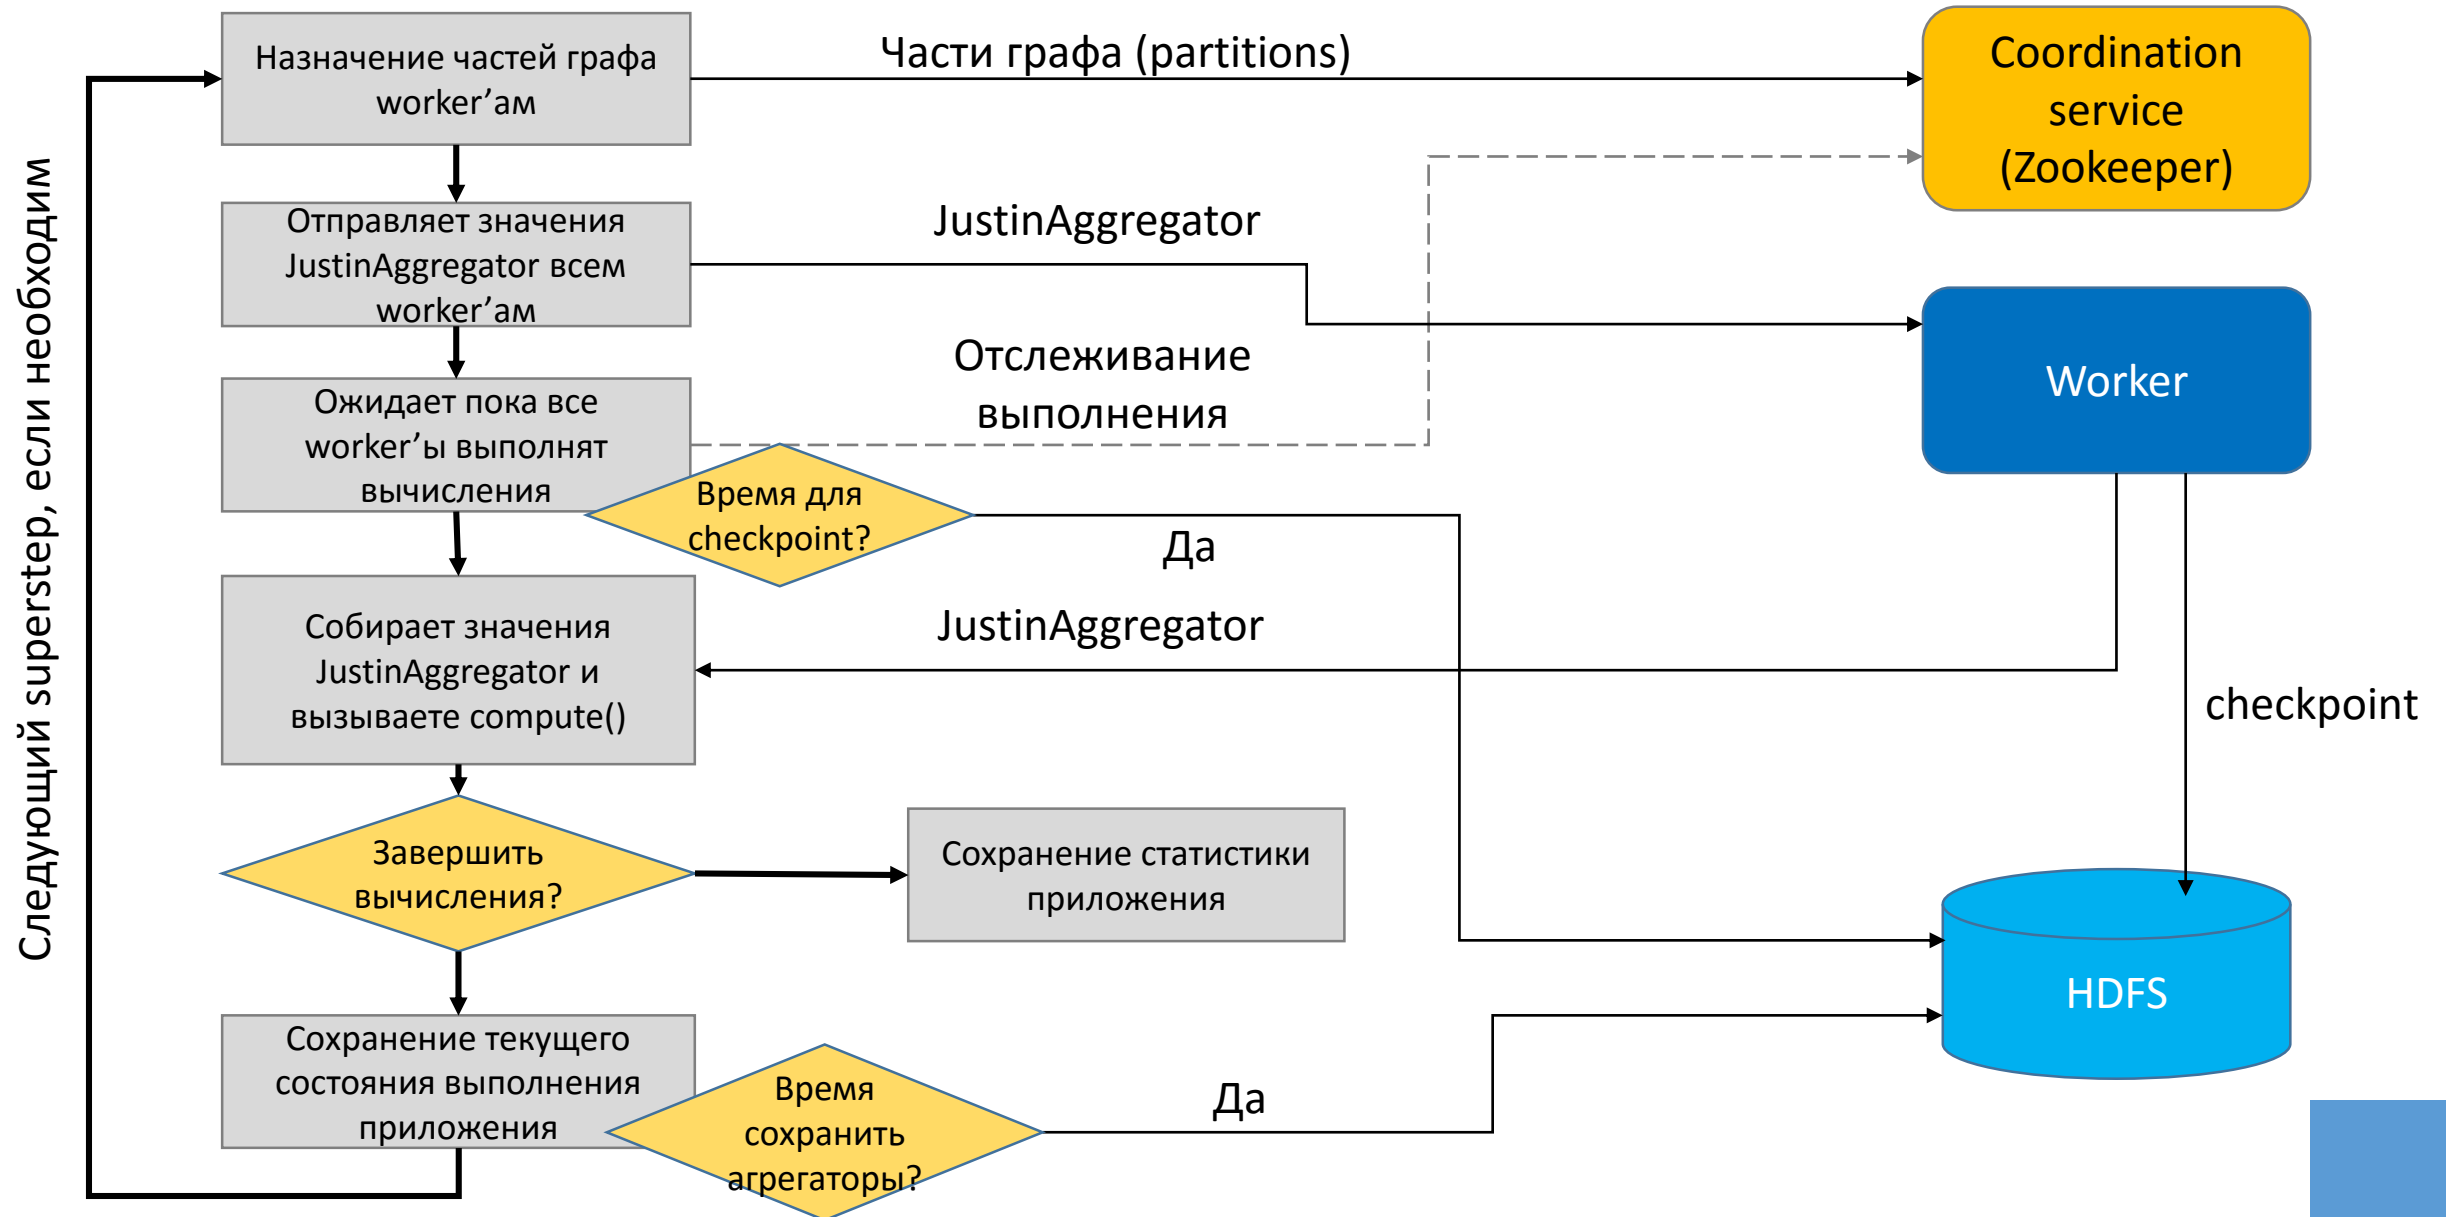 Назначение частей графа
worker’ам
Части графа (partitions)
Coordination
service
(Zookeeper)
Отправляет значения
JustinAggregator всем
worker’ам
JustinAggregator
Worker
Ожидает пока все
worker’ы выполнят
вычисления
Отслеживание
выполнения
Время для
checkpoint?
Да
Собирает значения
JustinAggregator и
вызываете compute()
JustinAggregator
checkpoint
Завершить
вычисления?
Сохранение статистики
приложения
HDFS
Сохранение текущего
состояния выполнения
приложения
Время
сохранить
агрегаторы?
Да
Следующий superstep, если необходим